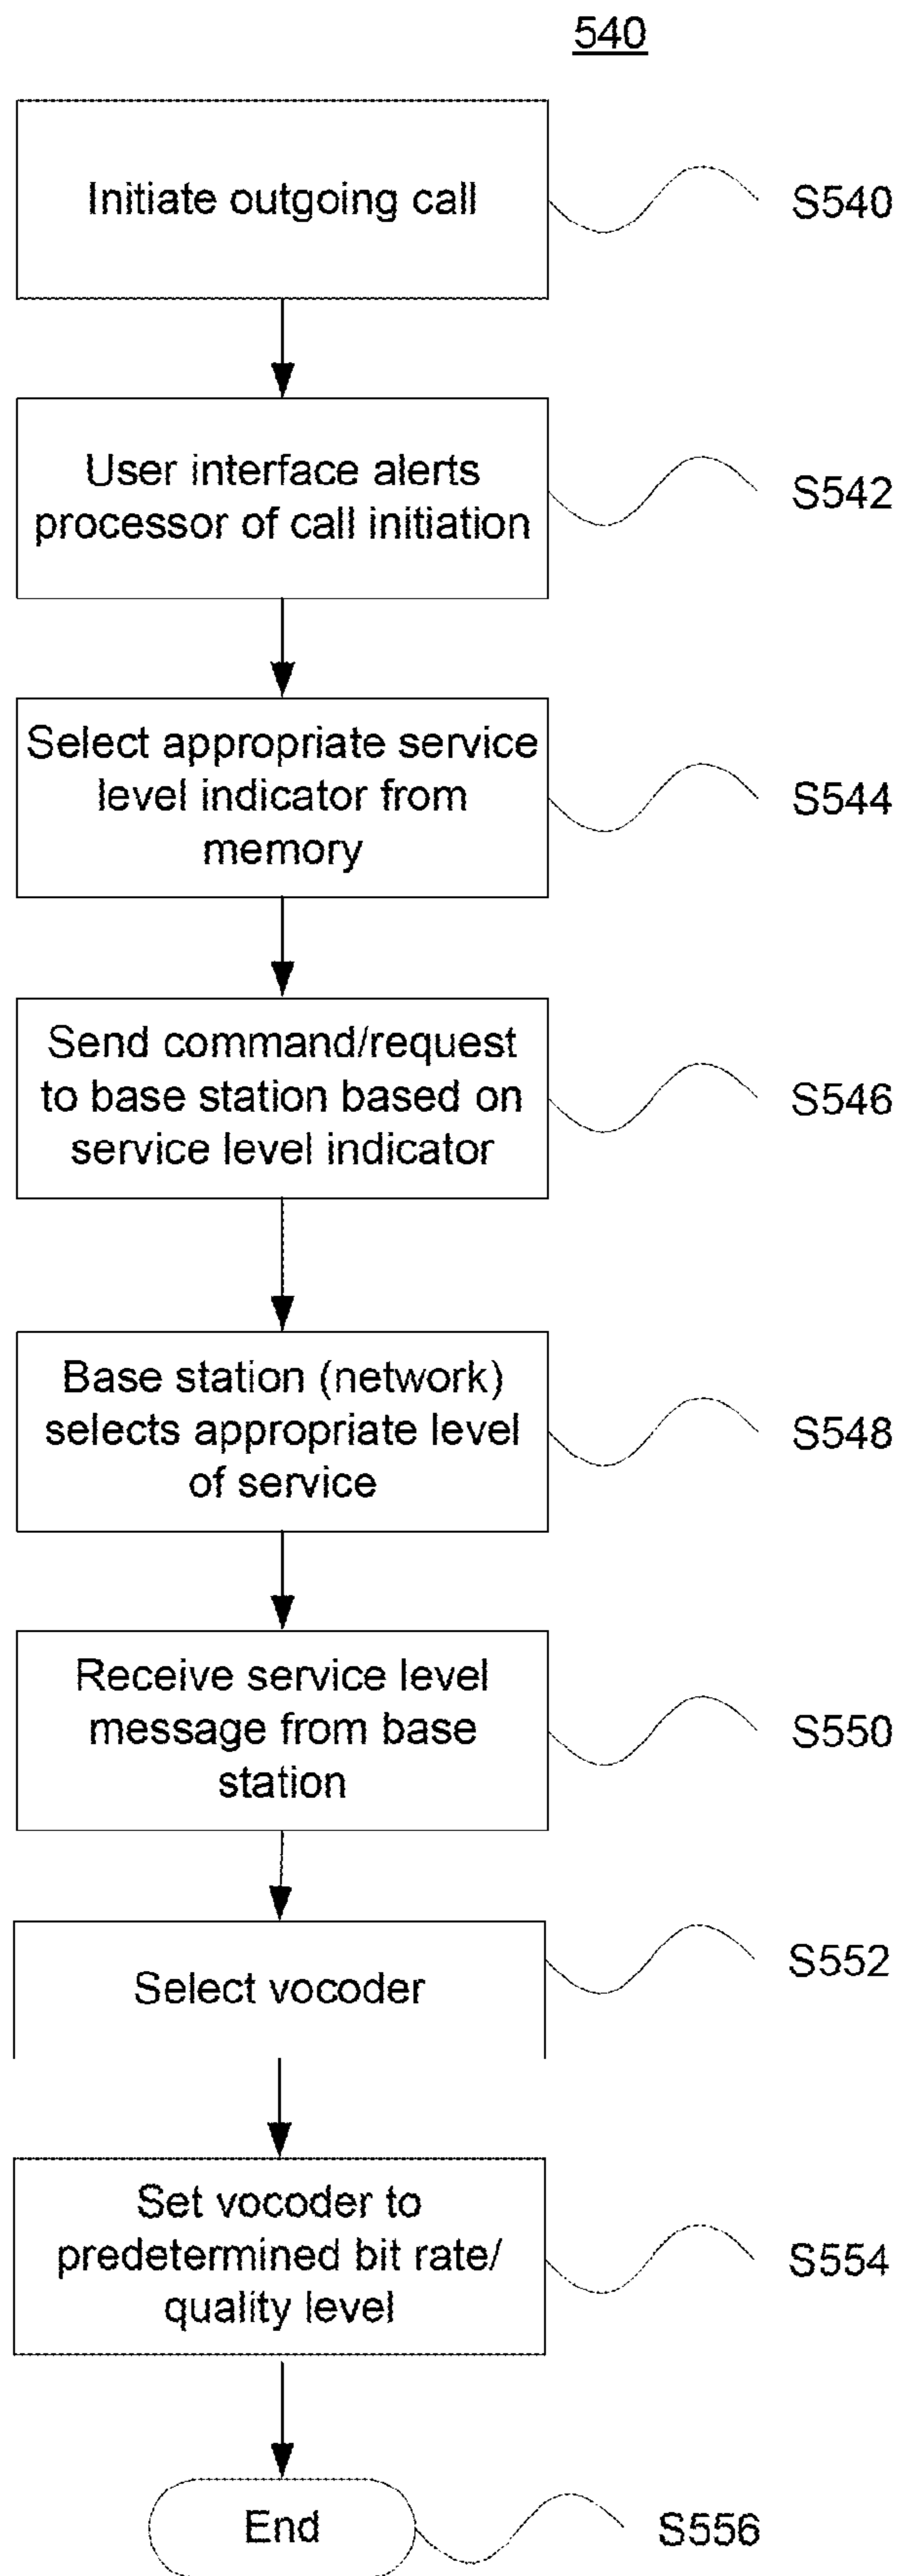 540
Initiate outgoing call
S540
User interface alerts
processor of call initiation
S542
Select appropriate service
level indicator from
memory
S544
Send command/request
to base station based on
service level indicator
S546
Base station (network)
selects appropriate level
of service
S548
Receive service level
message from base
station
S550
Select vocoder
S552
Set vocoder to
predetermined bit rate/
quality level
S554
End
S556